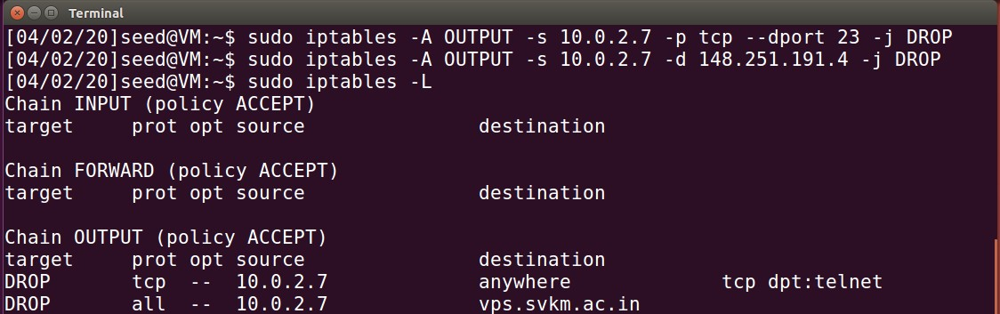 Terminal
[04/02/20]seed@VM:~$ sudo iptables -A OUTPUT -s 10.0.2.7 -p tcp --dport 23 -j DROP
[04/02/20]seed@VM:~$ sudo iptables -A OUTPUT -s 10.0.2.7 -d 148.251.191.4 -j DROP
[04/02/20]seed@VM:~$ sudo iptables -L
Chain INPUT (policy ACCEPT)
target     prot opt source               destination

Chain FORWARD (policy ACCEPT)
target     prot opt source               destination

Chain OUTPUT (policy ACCEPT)
target     prot opt source               destination
DROP       tcp  --  10.0.2.7             anywhere             tcp dpt:telnet
DROP       all  --  10.0.2.7             vps.svkm.ac.in